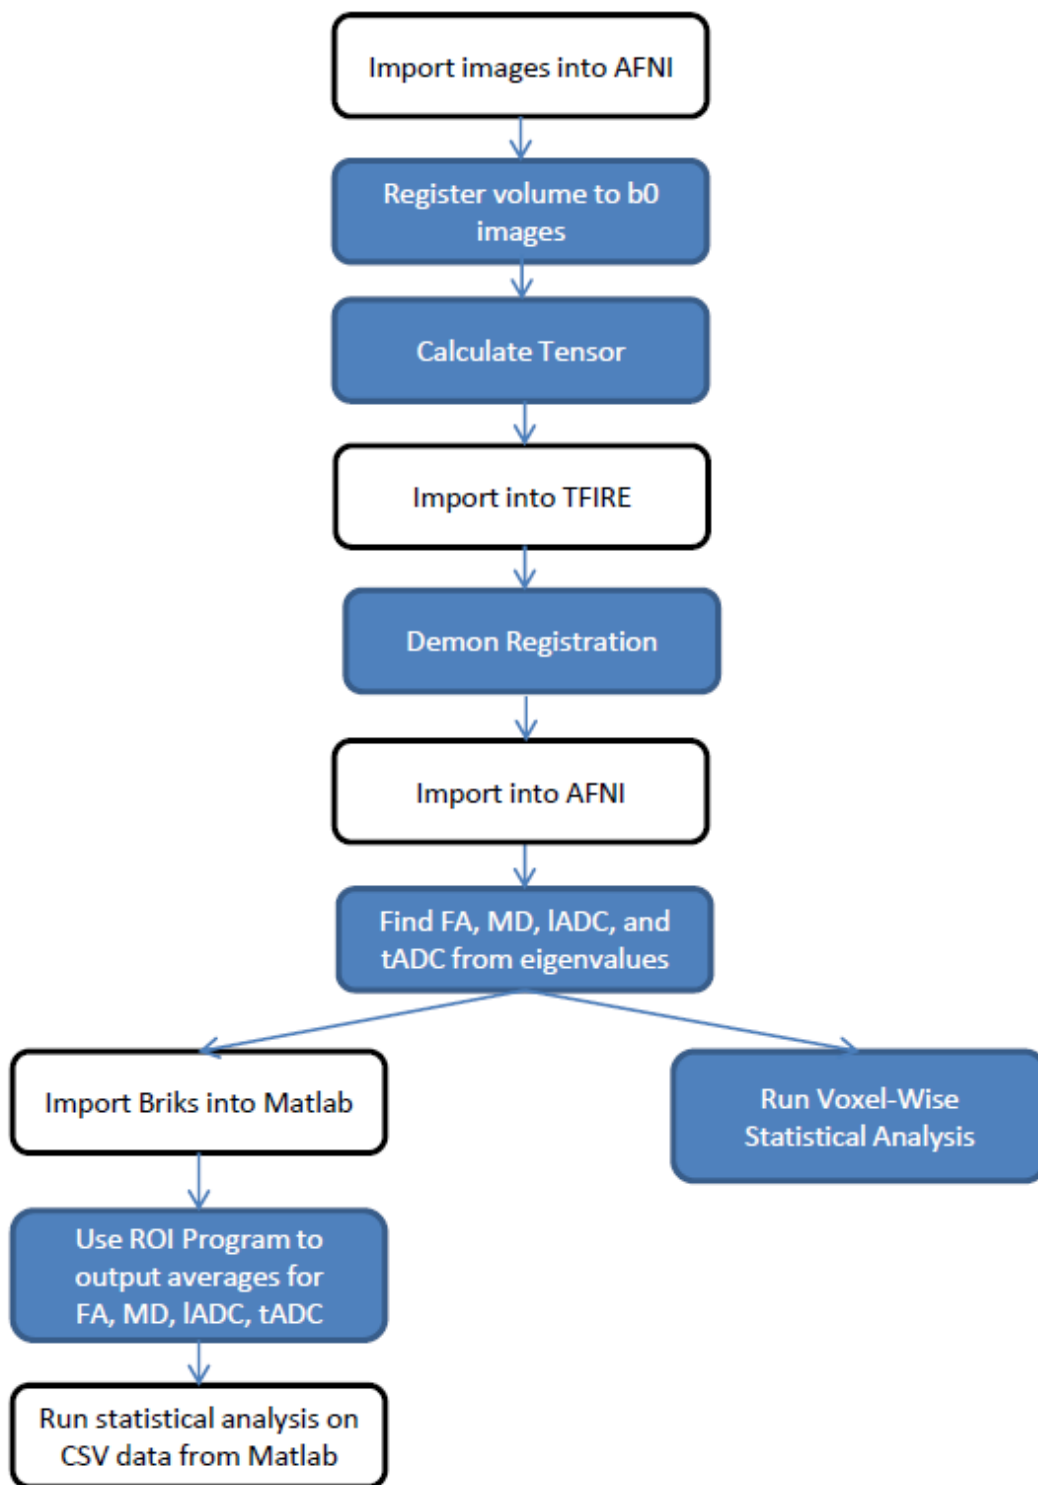 Import images into AFNI
Register volume to b0
images
Calculate Tensor
Import into TFIRE
Demon Registration
Import into AFNI
Find FA, MD, lADC, and
tADC from eigenvalues
Import Briks into Matlab
Run Voxel-Wise
Statistical Analysis
Use ROI Program to
output averages for
FA, MD, lADC, tADC
Run statistical analysis on
CSV data from Matlab